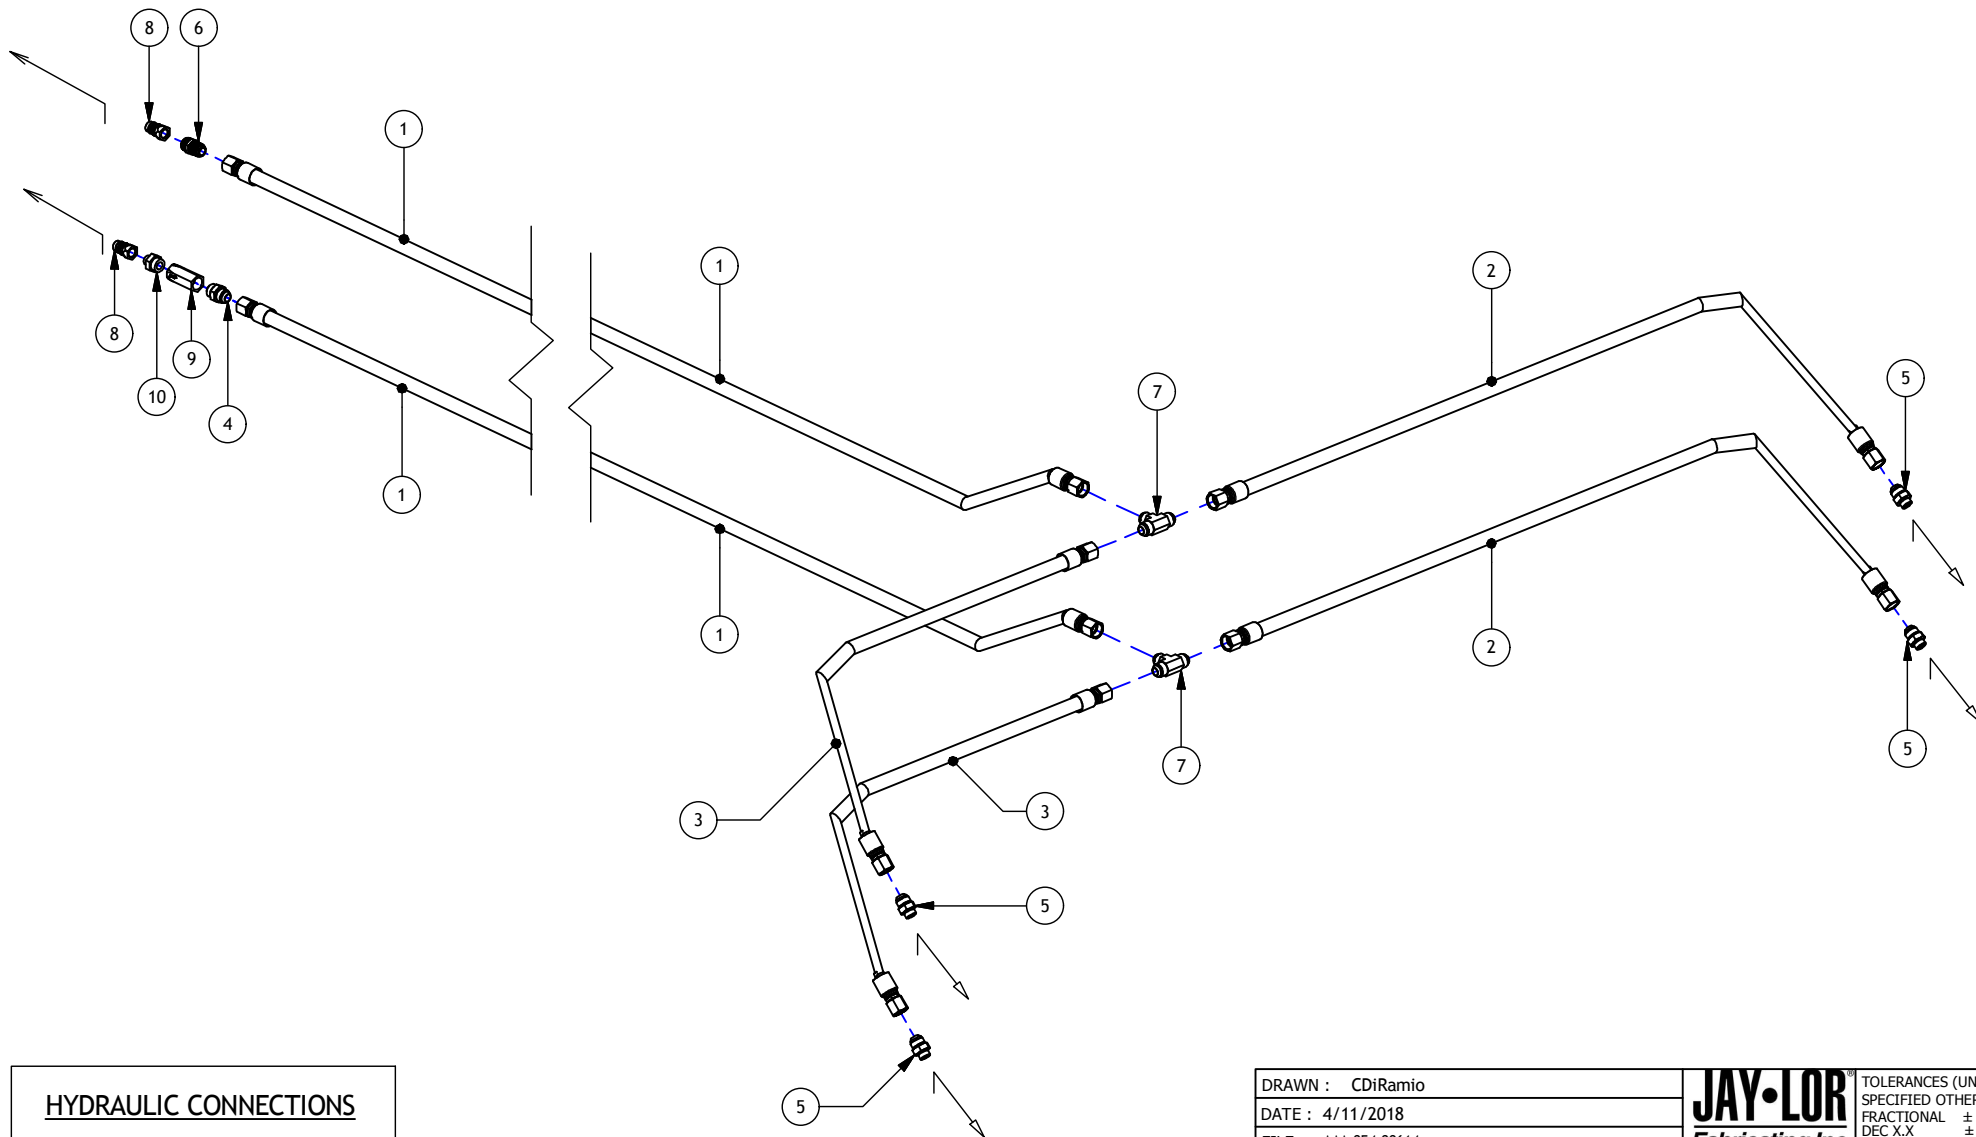 8
6
1
1
2
5
7
8
9
10
4
1
1
2
7
5
3
3
5
5
HYDRAULIC CONNECTIONS
DRAWN : CDiRamio
DATE : 4/11/2018
JAY•LOR®
TOLERANCES (UN
SPECIFIED OTHER
FRACTIONAL ±
DEC X.X ±